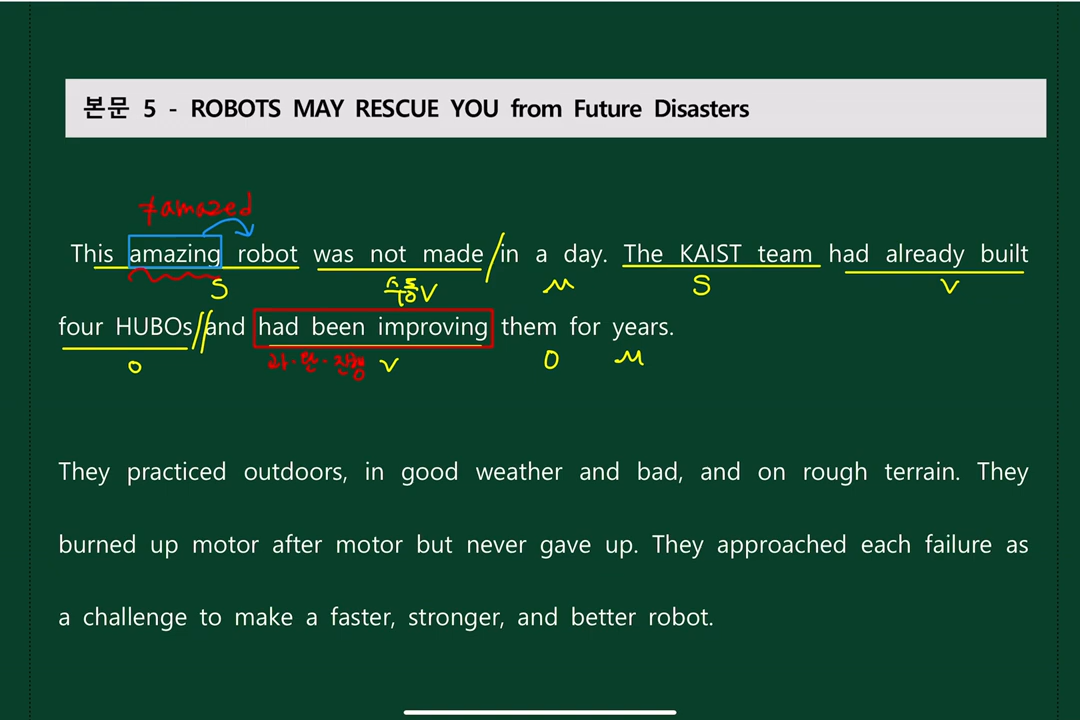 본문 5 - ROBOTS MAY RESCUE YOU from Future Disasters
≠amazed
This amazing robot was not made / in a day. The KAIST team had already built
S 수동V M S V
four HUBOs // and had been improving them for years.
O 과·완·진행 V O M
They practiced outdoors, in good weather and bad, and on rough terrain. They
burned up motor after motor but never gave up. They approached each failure as
a challenge to make a faster, stronger, and better robot.